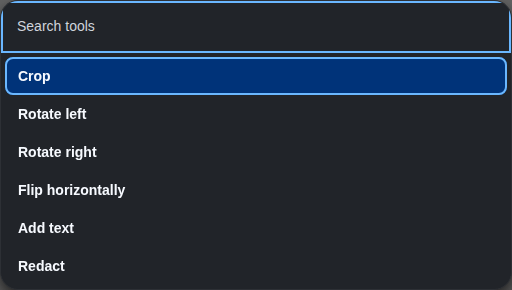 Search tools
Crop
Rotate left
Rotate right
Flip horizontally
Add text
Redact